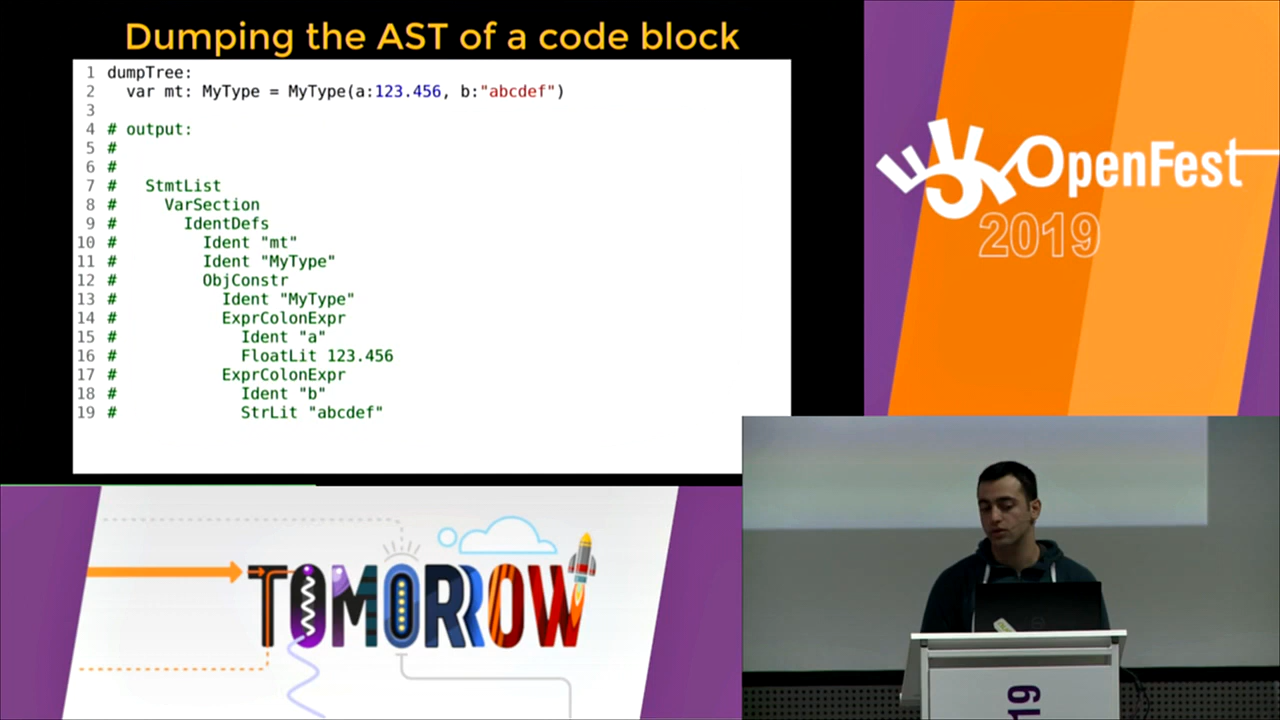 Dumping the AST of a code block
1 dumpTree:
2   var mt: MyType = MyType(a:123.456, b:"abcdef")
3
4 # output:
5 #
6 #
7 #   StmtList
8 #     VarSection
9 #       IdentDefs
10 #         Ident "mt"
11 #         Ident "MyType"
12 #         ObjConstr
13 #           Ident "MyType"
14 #           ExprColonExpr
15 #             Ident "a"
16 #             FloatLit 123.456
17 #           ExprColonExpr
18 #             Ident "b"
19 #             StrLit "abcdef"
OpenFest
2019
TOMORROW
19